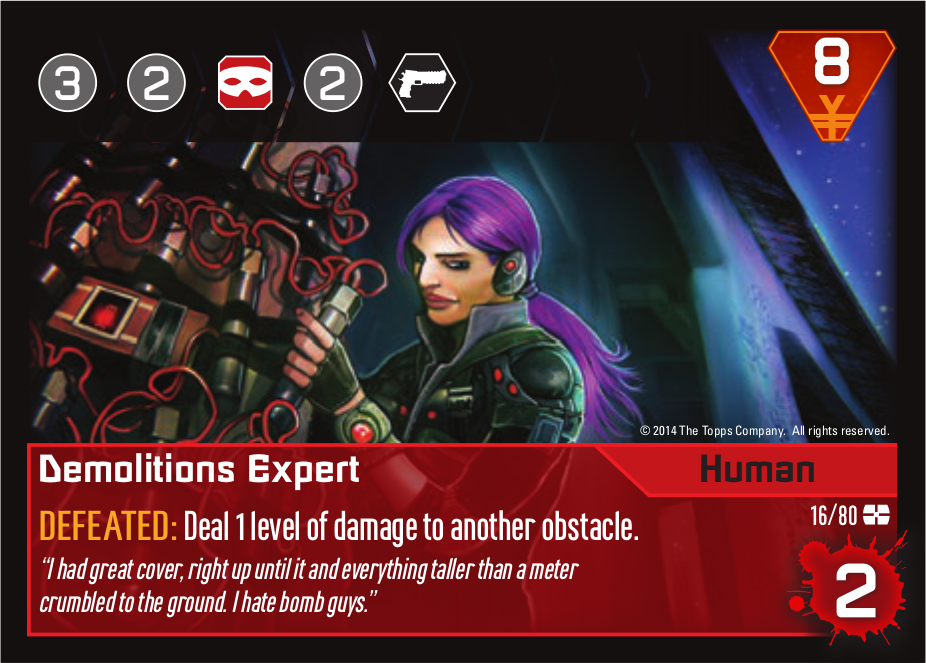 3 2 2
8
¥
© 2014 The Topps Company. All rights reserved.
Demolitions Expert
Human
DEFEATED: Deal 1 level of damage to another obstacle.
16/80
“I had great cover, right up until it and everything taller than a meter
crumbled to the ground. I hate bomb guys.”
2